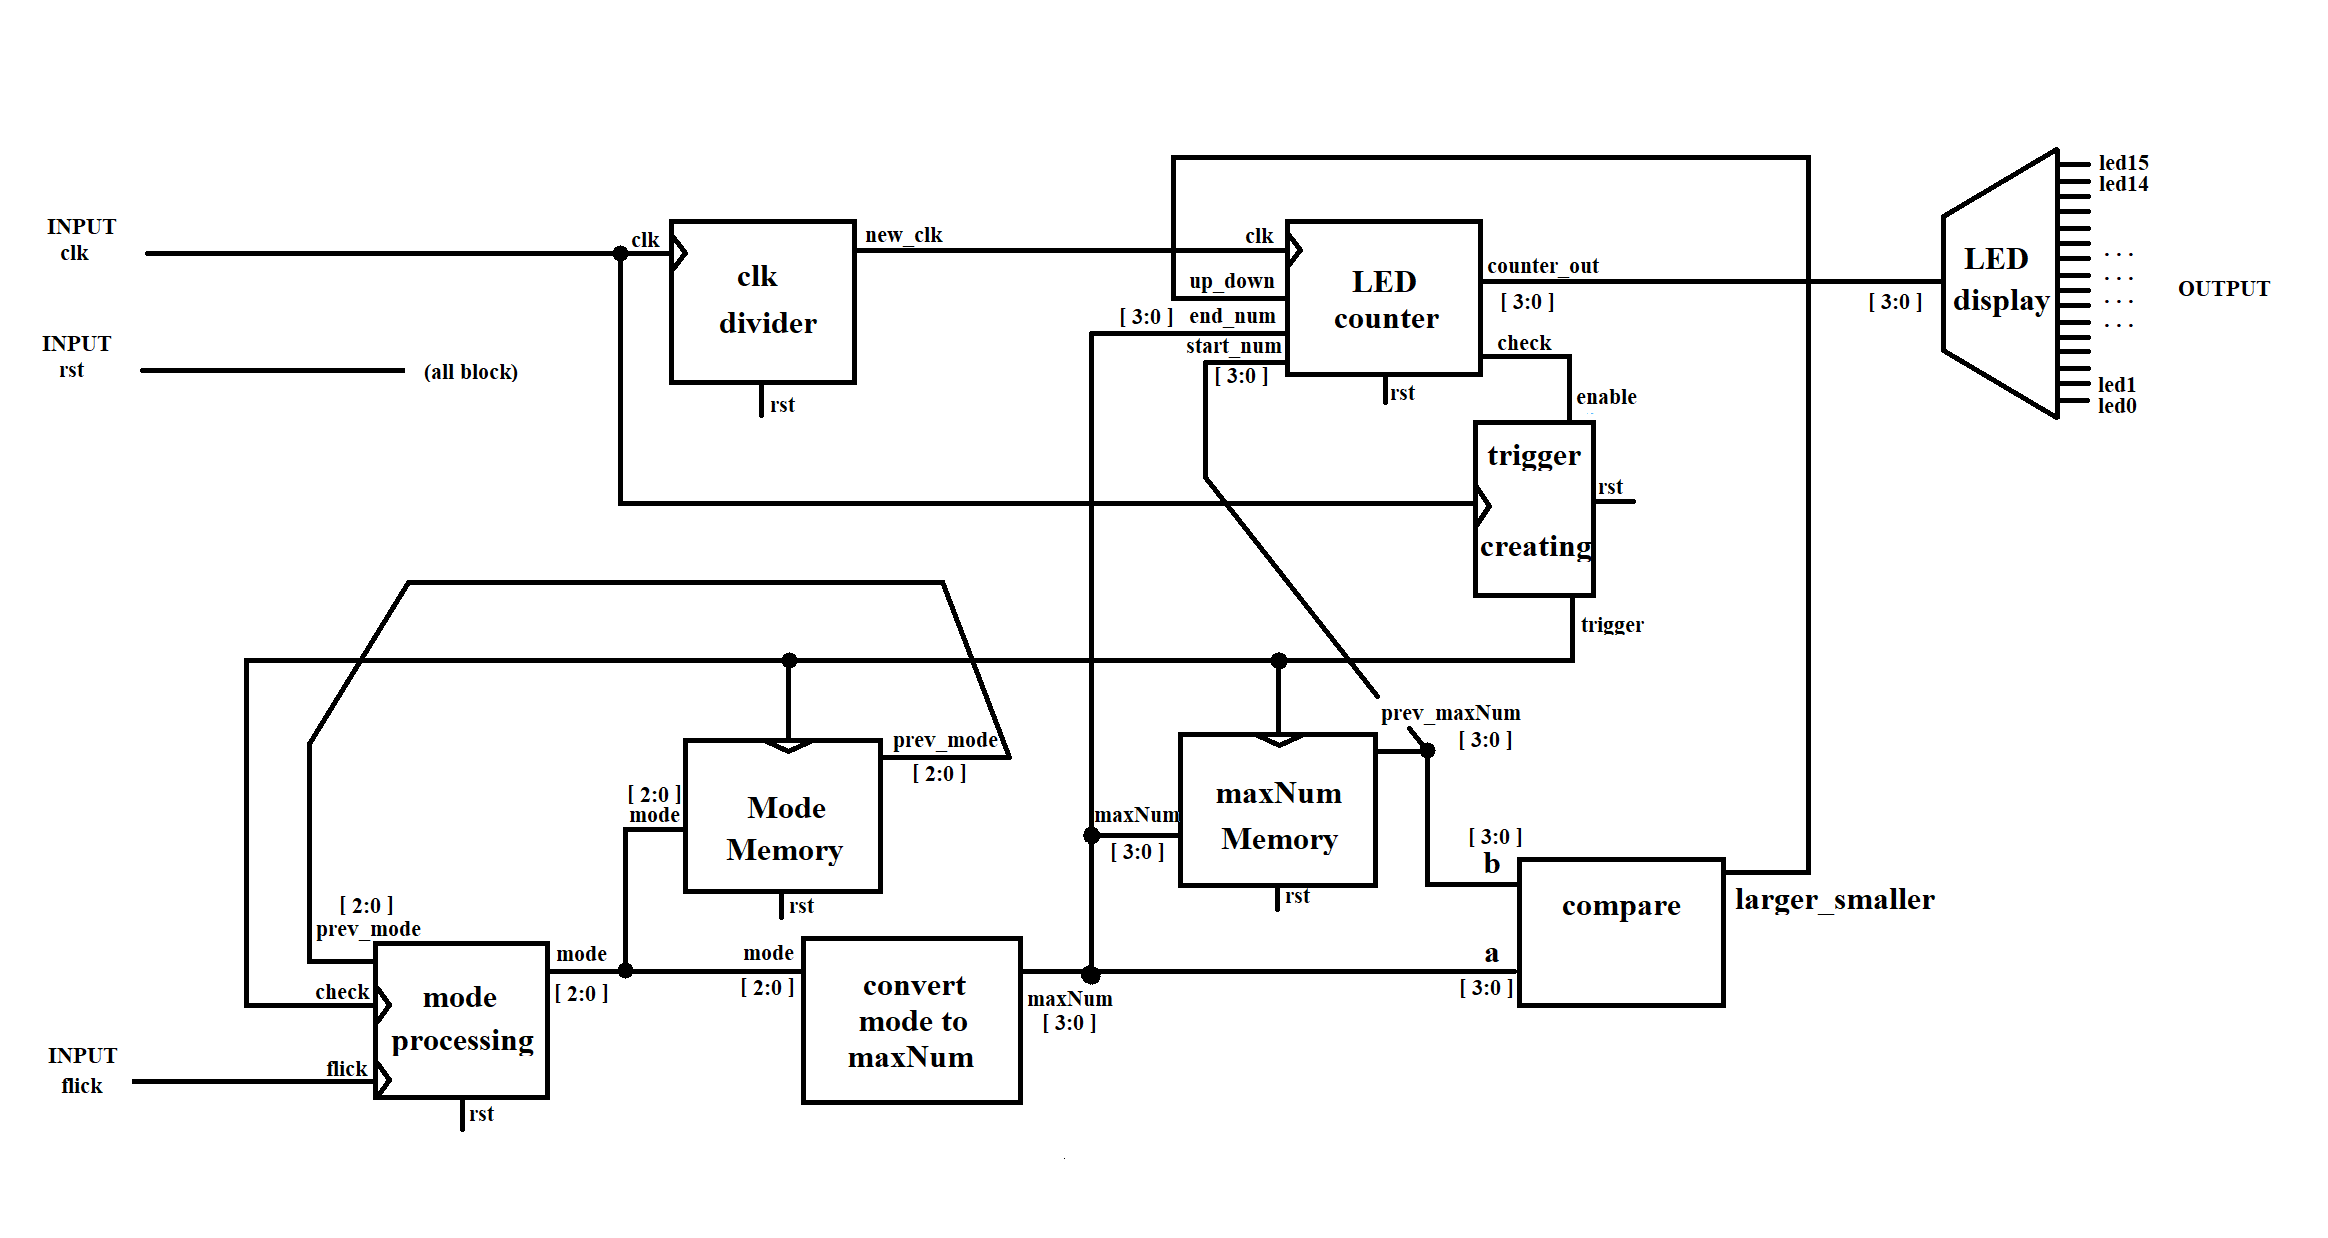 INPUT
clk
INPUT
rst
(all block)
clk
clk
divider
new_clk
rst
clk
up_down
[ 3:0 ] end_num
start_num
[ 3:0 ]
LED
counter
rst
counter_out
[ 3:0 ]
check
enable
[ 3:0 ]
LED
display
led15
led14
. . .
. . .
. . .
. . .
led1
led0
OUTPUT
trigger
creating
rst
trigger
prev_mode
[ 2:0 ]
[ 2:0 ]
mode
Mode
Memory
rst
prev_maxNum
[ 3:0 ]
maxNum
[ 3:0 ]
maxNum
Memory
rst
[ 2:0 ]
prev_mode
check
flick
mode
processing
rst
INPUT
flick
mode
[ 2:0 ]
mode
[ 2:0 ]
convert
mode to
maxNum
maxNum
[ 3:0 ]
[ 3:0 ]
b
a
[ 3:0 ]
compare
larger_smaller